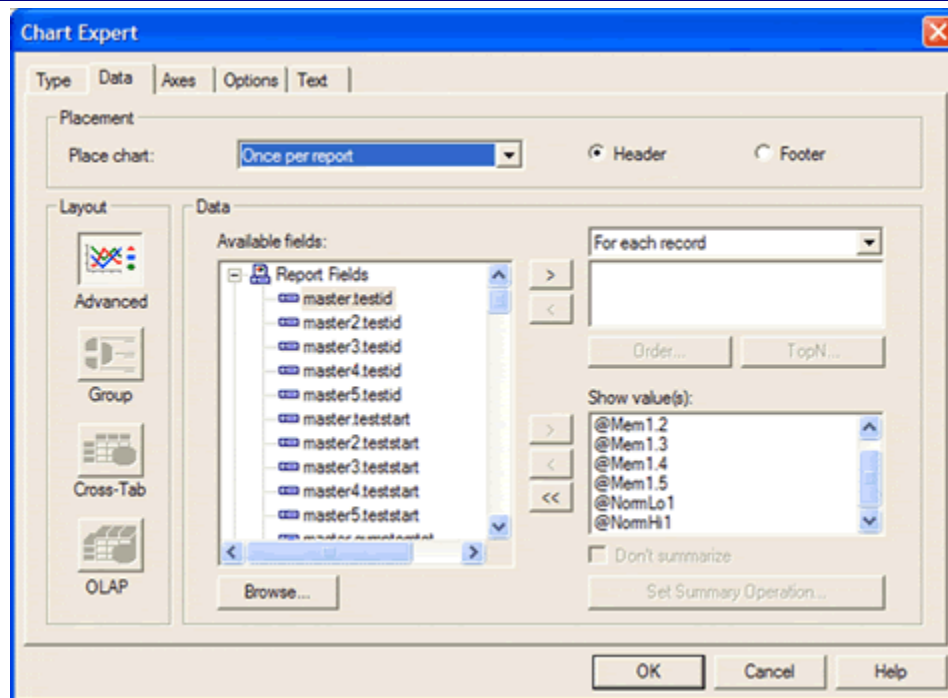 Chart Expert
Type Data Axes Options Text
Placement
Place chart: Once per report Header Footer
Layout
Advanced
Group
Cross-Tab
OLAP
Data
Available fields:
Report Fields
master.testid
master2.testid
master3.testid
master4.testid
master5.testid
master.teststart
master2.teststart
master3.teststart
master4.teststart
master5.teststart
Browse...
>
<
For each record
Order... TopN...
Show value(s):
>
<
<<
@Mem1.2
@Mem1.3
@Mem1.4
@Mem1.5
@NormLo1
@NormHi1
Don't summarize
Set Summary Operation...
OK Cancel Help